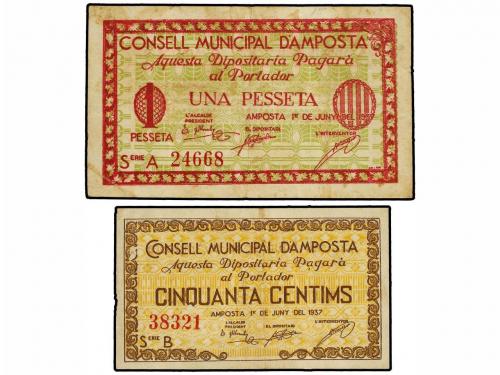 CONSELL MUNICIPAL D'AMPOSTA
Aquesta Dipositaria Pagarà
al Portador
UNA PESSETA
L'ALCALDE EL DIPOSITARI L'INTERVENTOR
PRESIDENT
AMPOSTA 1ER DE JUNY DEL 1937
1
PESSETA
SERIE A 24668
CONSELL MUNICIPAL D'AMPOSTA
Aquesta Dipositaria Pagarà
al Portador
CINQUANTA CENTIMS
AMPOSTA 1ER DE JUNY DEL 1937
38321
L'ALCALDE EL DIPOSITARI L'INTERVENTOR
PRESIDENT
SERIE B